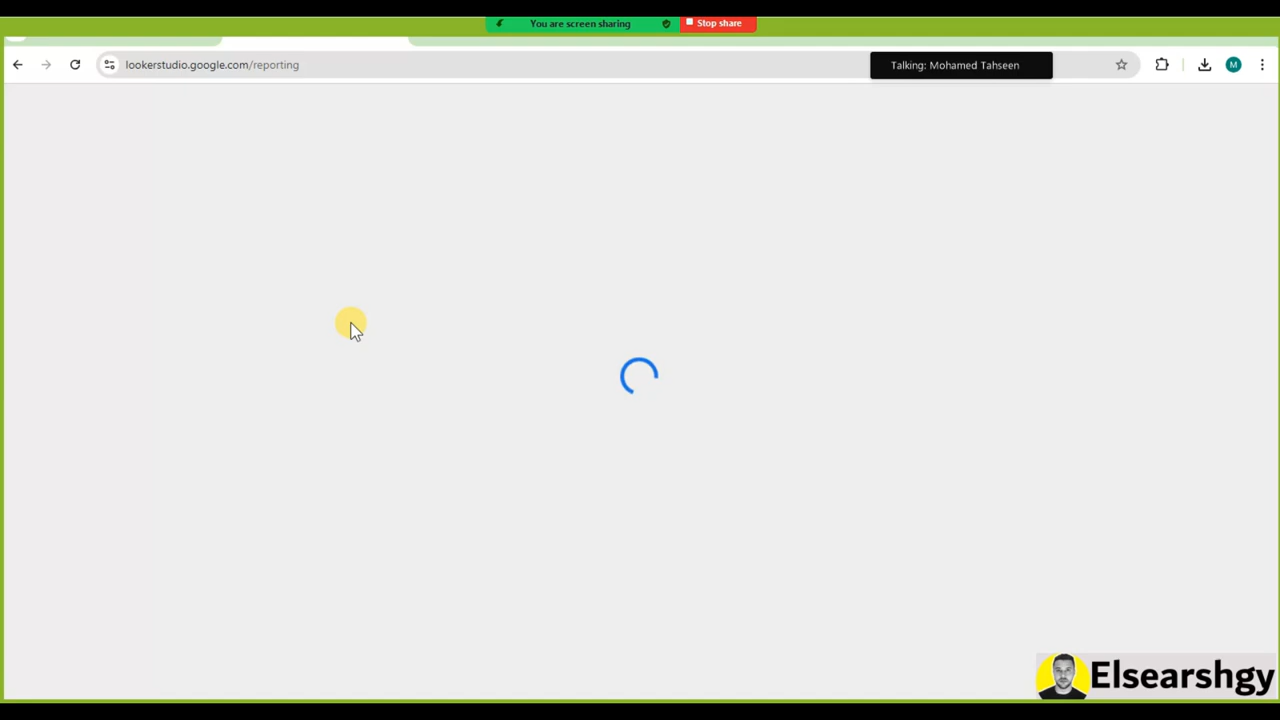 You are screen sharing
Stop share
lookerstudio.google.com/reporting
Talking: Mohamed Tahseen
M
Elsearshgy